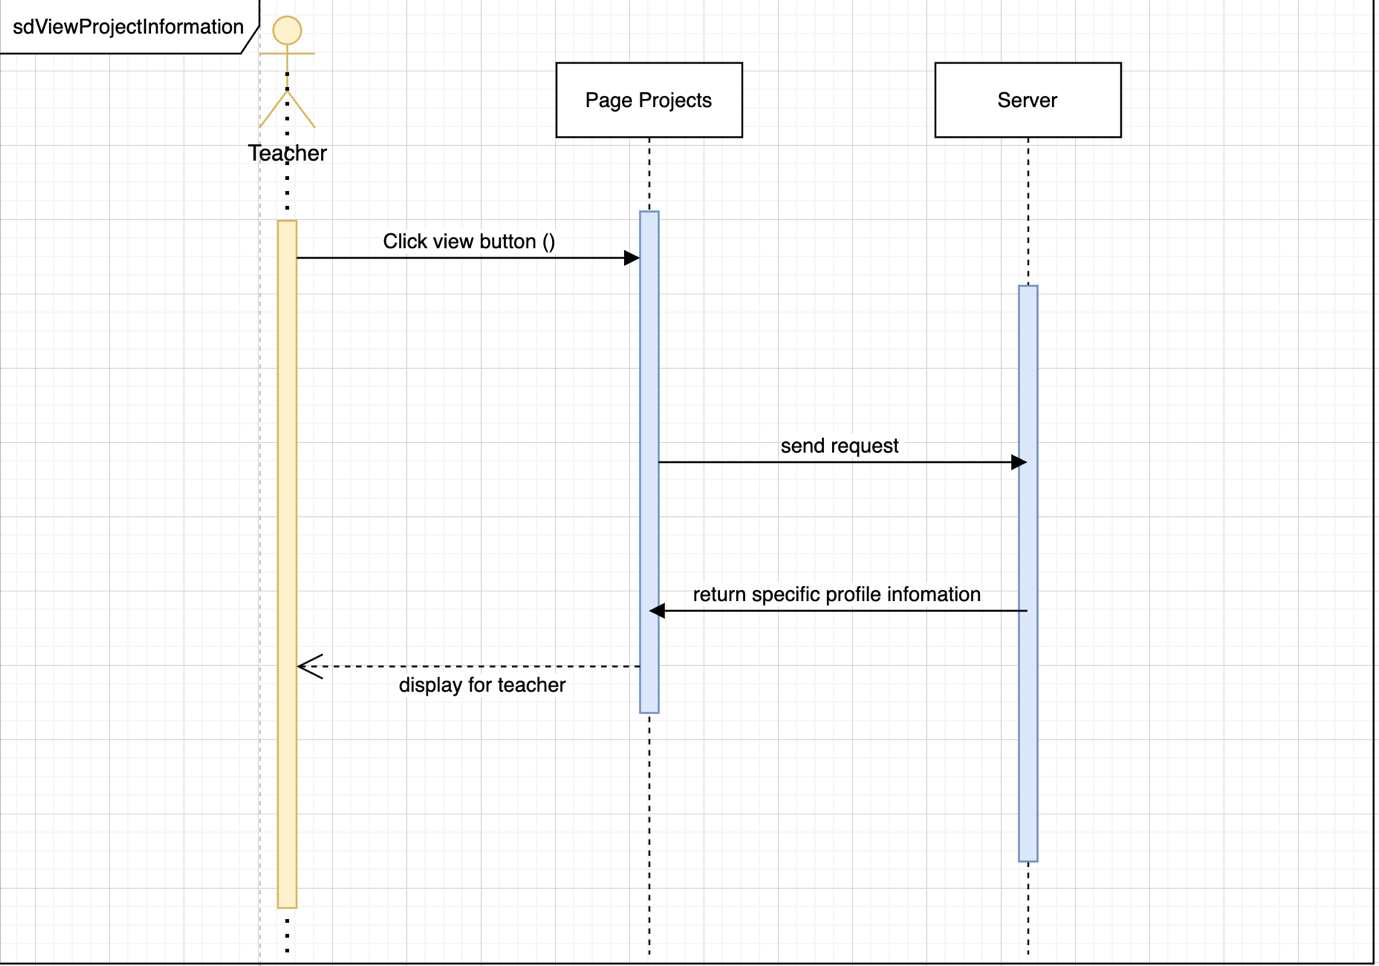 sdViewProjectInformation
Teacher
Page Projects
Server
Click view button ()
send request
return specific profile infomation
display for teacher